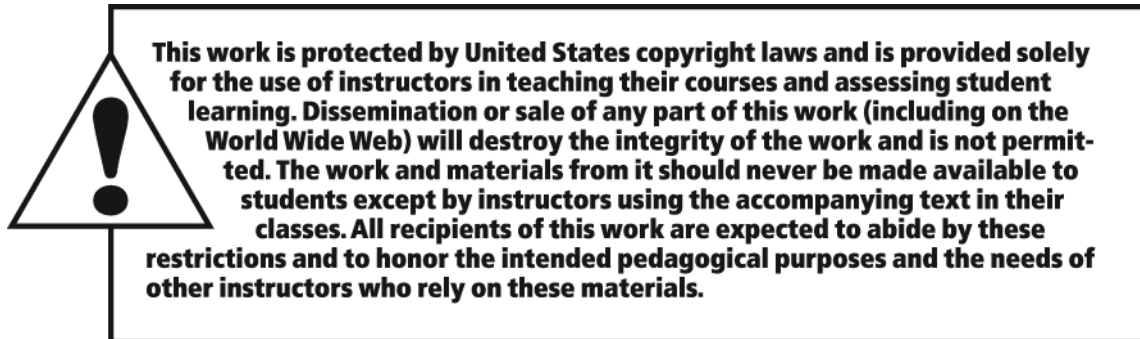 This work is protected by United States copyright laws and is provided solely
for the use of instructors in teaching their courses and assessing student
learning. Dissemination or sale of any part of this work (including on the
World Wide Web) will destroy the integrity of the work and is not permit-
ted. The work and materials from it should never be made available to
students except by instructors using the accompanying text in their
classes. All recipients of this work are expected to abide by these
restrictions and to honor the intended pedagogical purposes and the needs of
other instructors who rely on these materials.